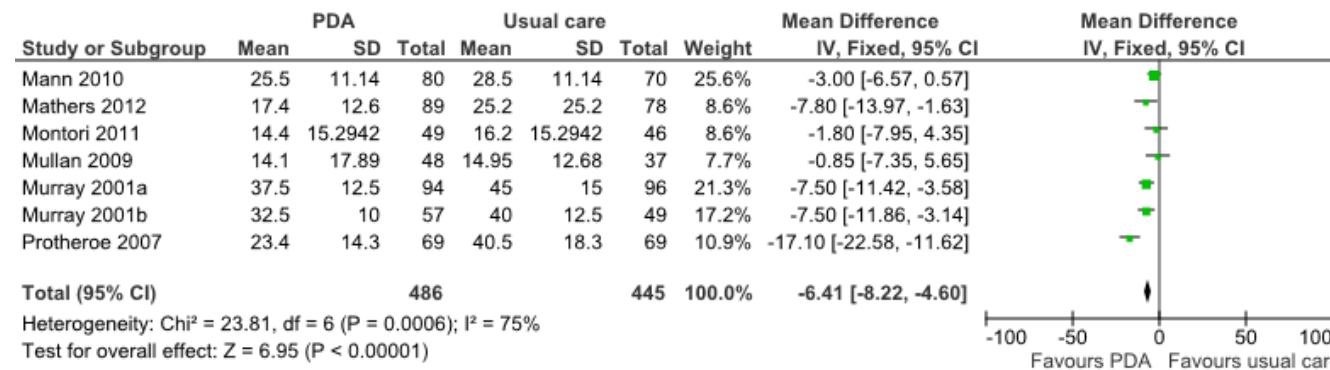 PDA Usual care Mean Difference Mean Difference
Study or Subgroup Mean SD Total Mean SD Total Weight IV, Fixed, 95% CI IV, Fixed, 95% CI
Mann 2010 25.5 11.14 80 28.5 11.14 70 25.6% -3.00 [-6.57, 0.57]
Mathers 2012 17.4 12.6 89 25.2 25.2 78 8.6% -7.80 [-13.97, -1.63]
Montori 2011 14.4 15.2942 49 16.2 15.2942 46 8.6% -1.80 [-7.95, 4.35]
Mullan 2009 14.1 17.89 48 14.95 12.68 37 7.7% -0.85 [-7.35, 5.65]
Murray 2001a 37.5 12.5 94 45 15 96 21.3% -7.50 [-11.42, -3.58]
Murray 2001b 32.5 10 57 40 12.5 49 17.2% -7.50 [-11.86, -3.14]
Protheroe 2007 23.4 14.3 69 40.5 18.3 69 10.9% -17.10 [-22.58, -11.62]
Total (95% CI) 486 445 100.0% -6.41 [-8.22, -4.60]
Heterogeneity: Chi² = 23.81, df = 6 (P = 0.0006); I² = 75%
Test for overall effect: Z = 6.95 (P < 0.00001)
-100 -50 0 50 100
Favours PDA Favours usual car